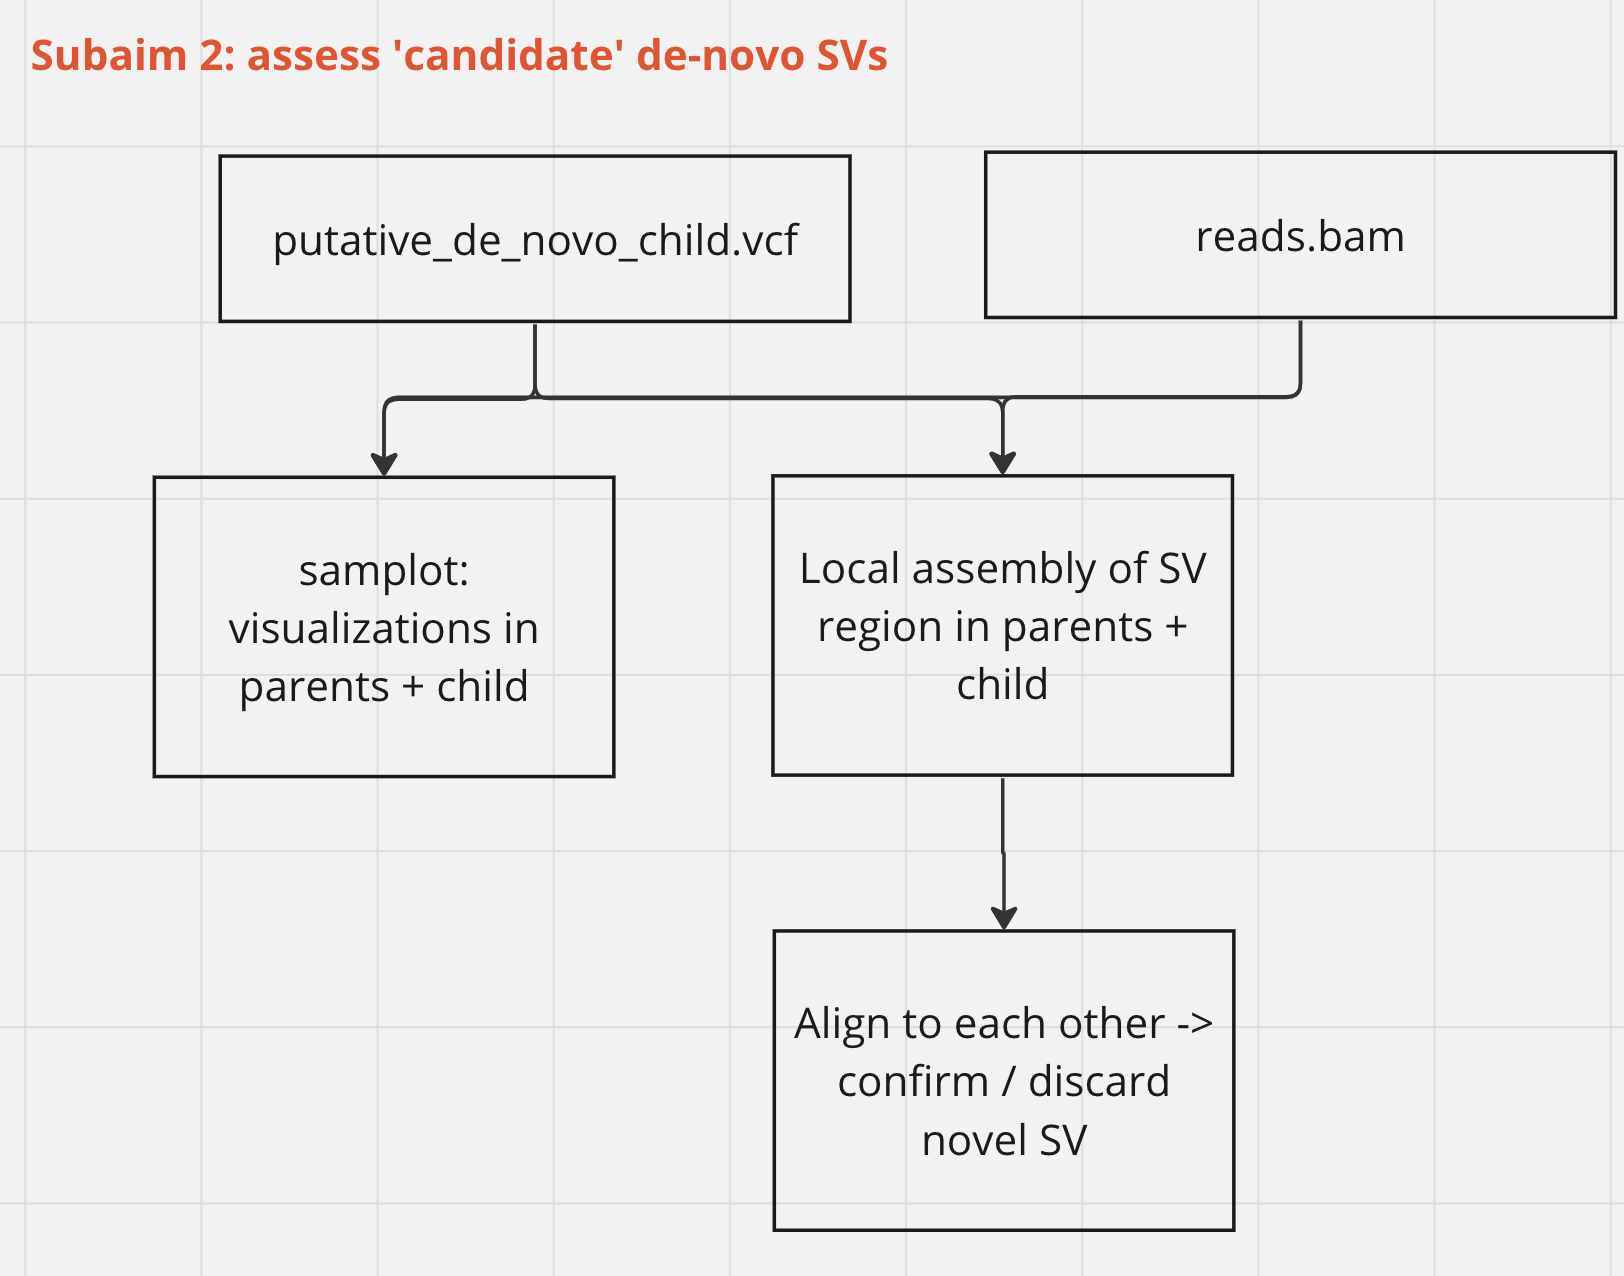 Subaim 2: assess 'candidate' de-novo SVs
putative_de_novo_child.vcf
reads.bam
samplot:
visualizations in
parents + child
Local assembly of SV
region in parents +
child
Align to each other ->
confirm / discard
novel SV